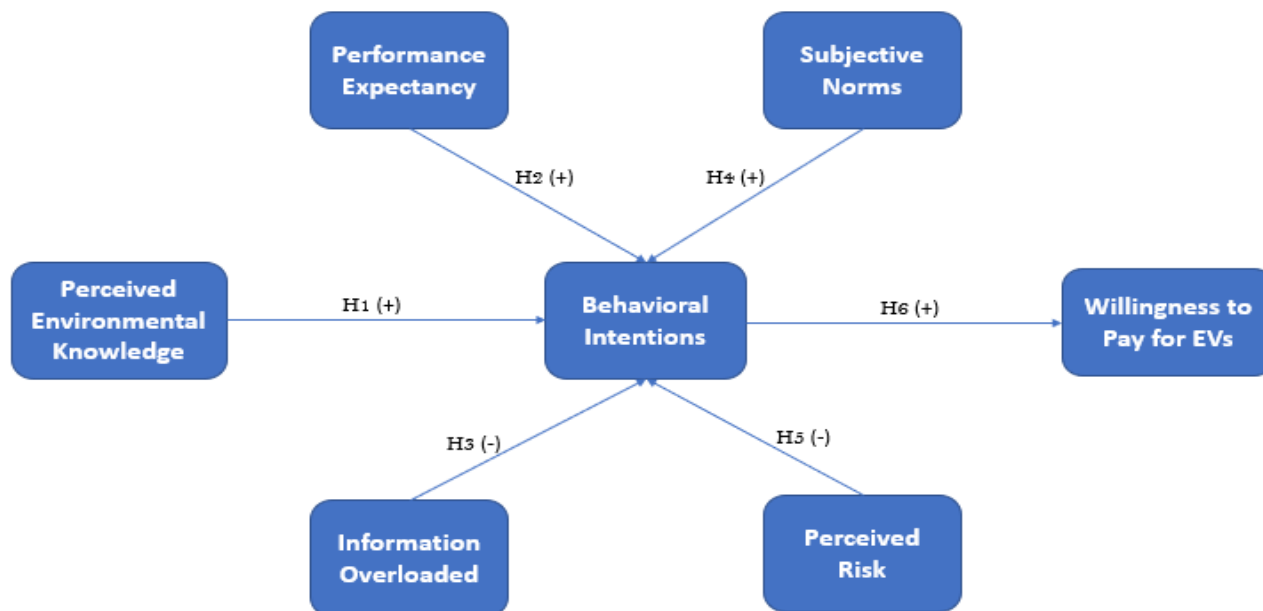 Performance
Expectancy
Subjective
Norms
H2 (+)
H4 (+)
Perceived
Environmental
Knowledge
H1 (+)
Behavioral
Intentions
H6 (+)
Willingness to
Pay for EVs
H3 (-)
H5 (-)
Information
Overloaded
Perceived
Risk